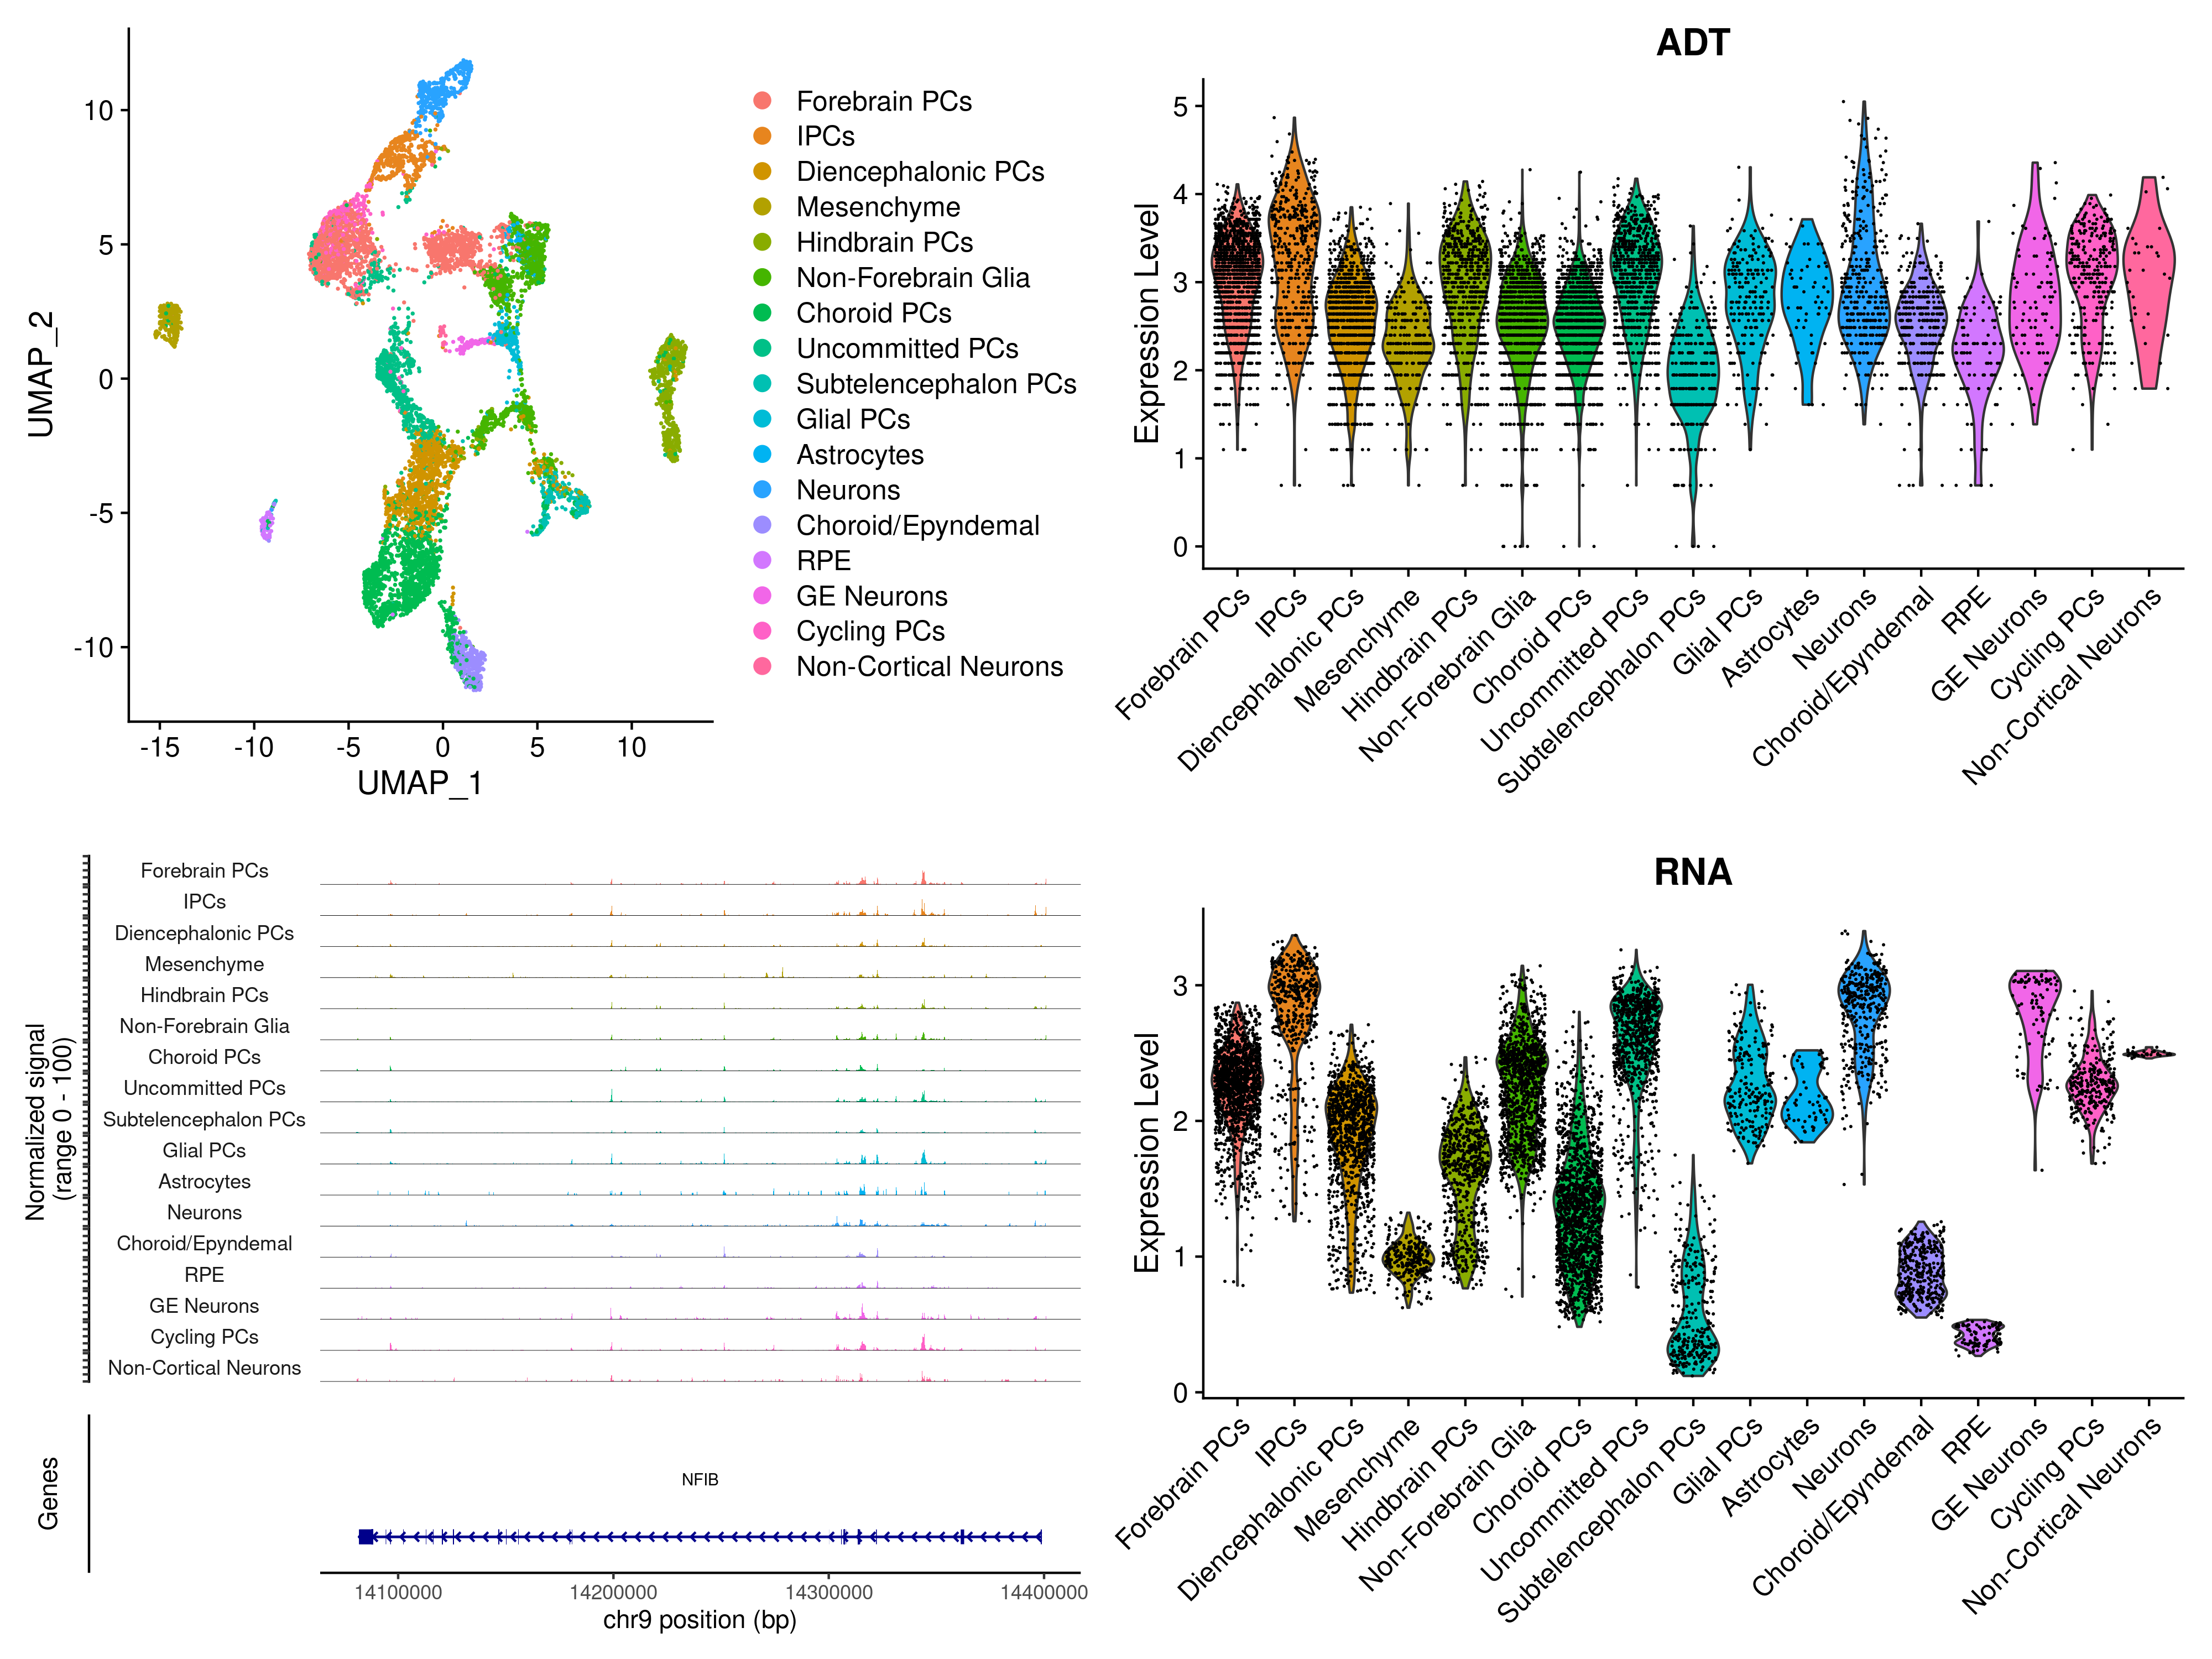 10
5
0
-5
-10
UMAP_2
-15
-10
-5
0
5
10
UMAP_1
Forebrain PCs
IPCs
Diencephalonic PCs
Mesenchyme
Hindbrain PCs
Non-Forebrain Glia
Choroid PCs
Uncommitted PCs
Subtelencephalon PCs
Glial PCs
Astrocytes
Neurons
Choroid/Epyndemal
RPE
GE Neurons
Cycling PCs
Non-Cortical Neurons
ADT
Expression Level
5
4
3
2
1
0
Forebrain PCs
IPCs
Diencephalonic PCs
Mesenchyme
Hindbrain PCs
Non-Forebrain Glia
Choroid PCs
Uncommitted PCs
Subtelencephalon PCs
Glial PCs
Astrocytes
Neurons
Choroid/Epyndemal
RPE
GE Neurons
Cycling PCs
Non-Cortical Neurons
Normalized signal
(range 0 - 100)
Forebrain PCs
IPCs
Diencephalonic PCs
Mesenchyme
Hindbrain PCs
Non-Forebrain Glia
Choroid PCs
Uncommitted PCs
Subtelencephalon PCs
Glial PCs
Astrocytes
Neurons
Choroid/Epyndemal
RPE
GE Neurons
Cycling PCs
Non-Cortical Neurons
Genes
NFIB
14100000
14200000
14300000
14400000
chr9 position (bp)
RNA
Expression Level
3
2
1
0
Forebrain PCs
IPCs
Diencephalonic PCs
Mesenchyme
Hindbrain PCs
Non-Forebrain Glia
Choroid PCs
Uncommitted PCs
Subtelencephalon PCs
Glial PCs
Astrocytes
Neurons
Choroid/Epyndemal
RPE
GE Neurons
Cycling PCs
Non-Cortical Neurons